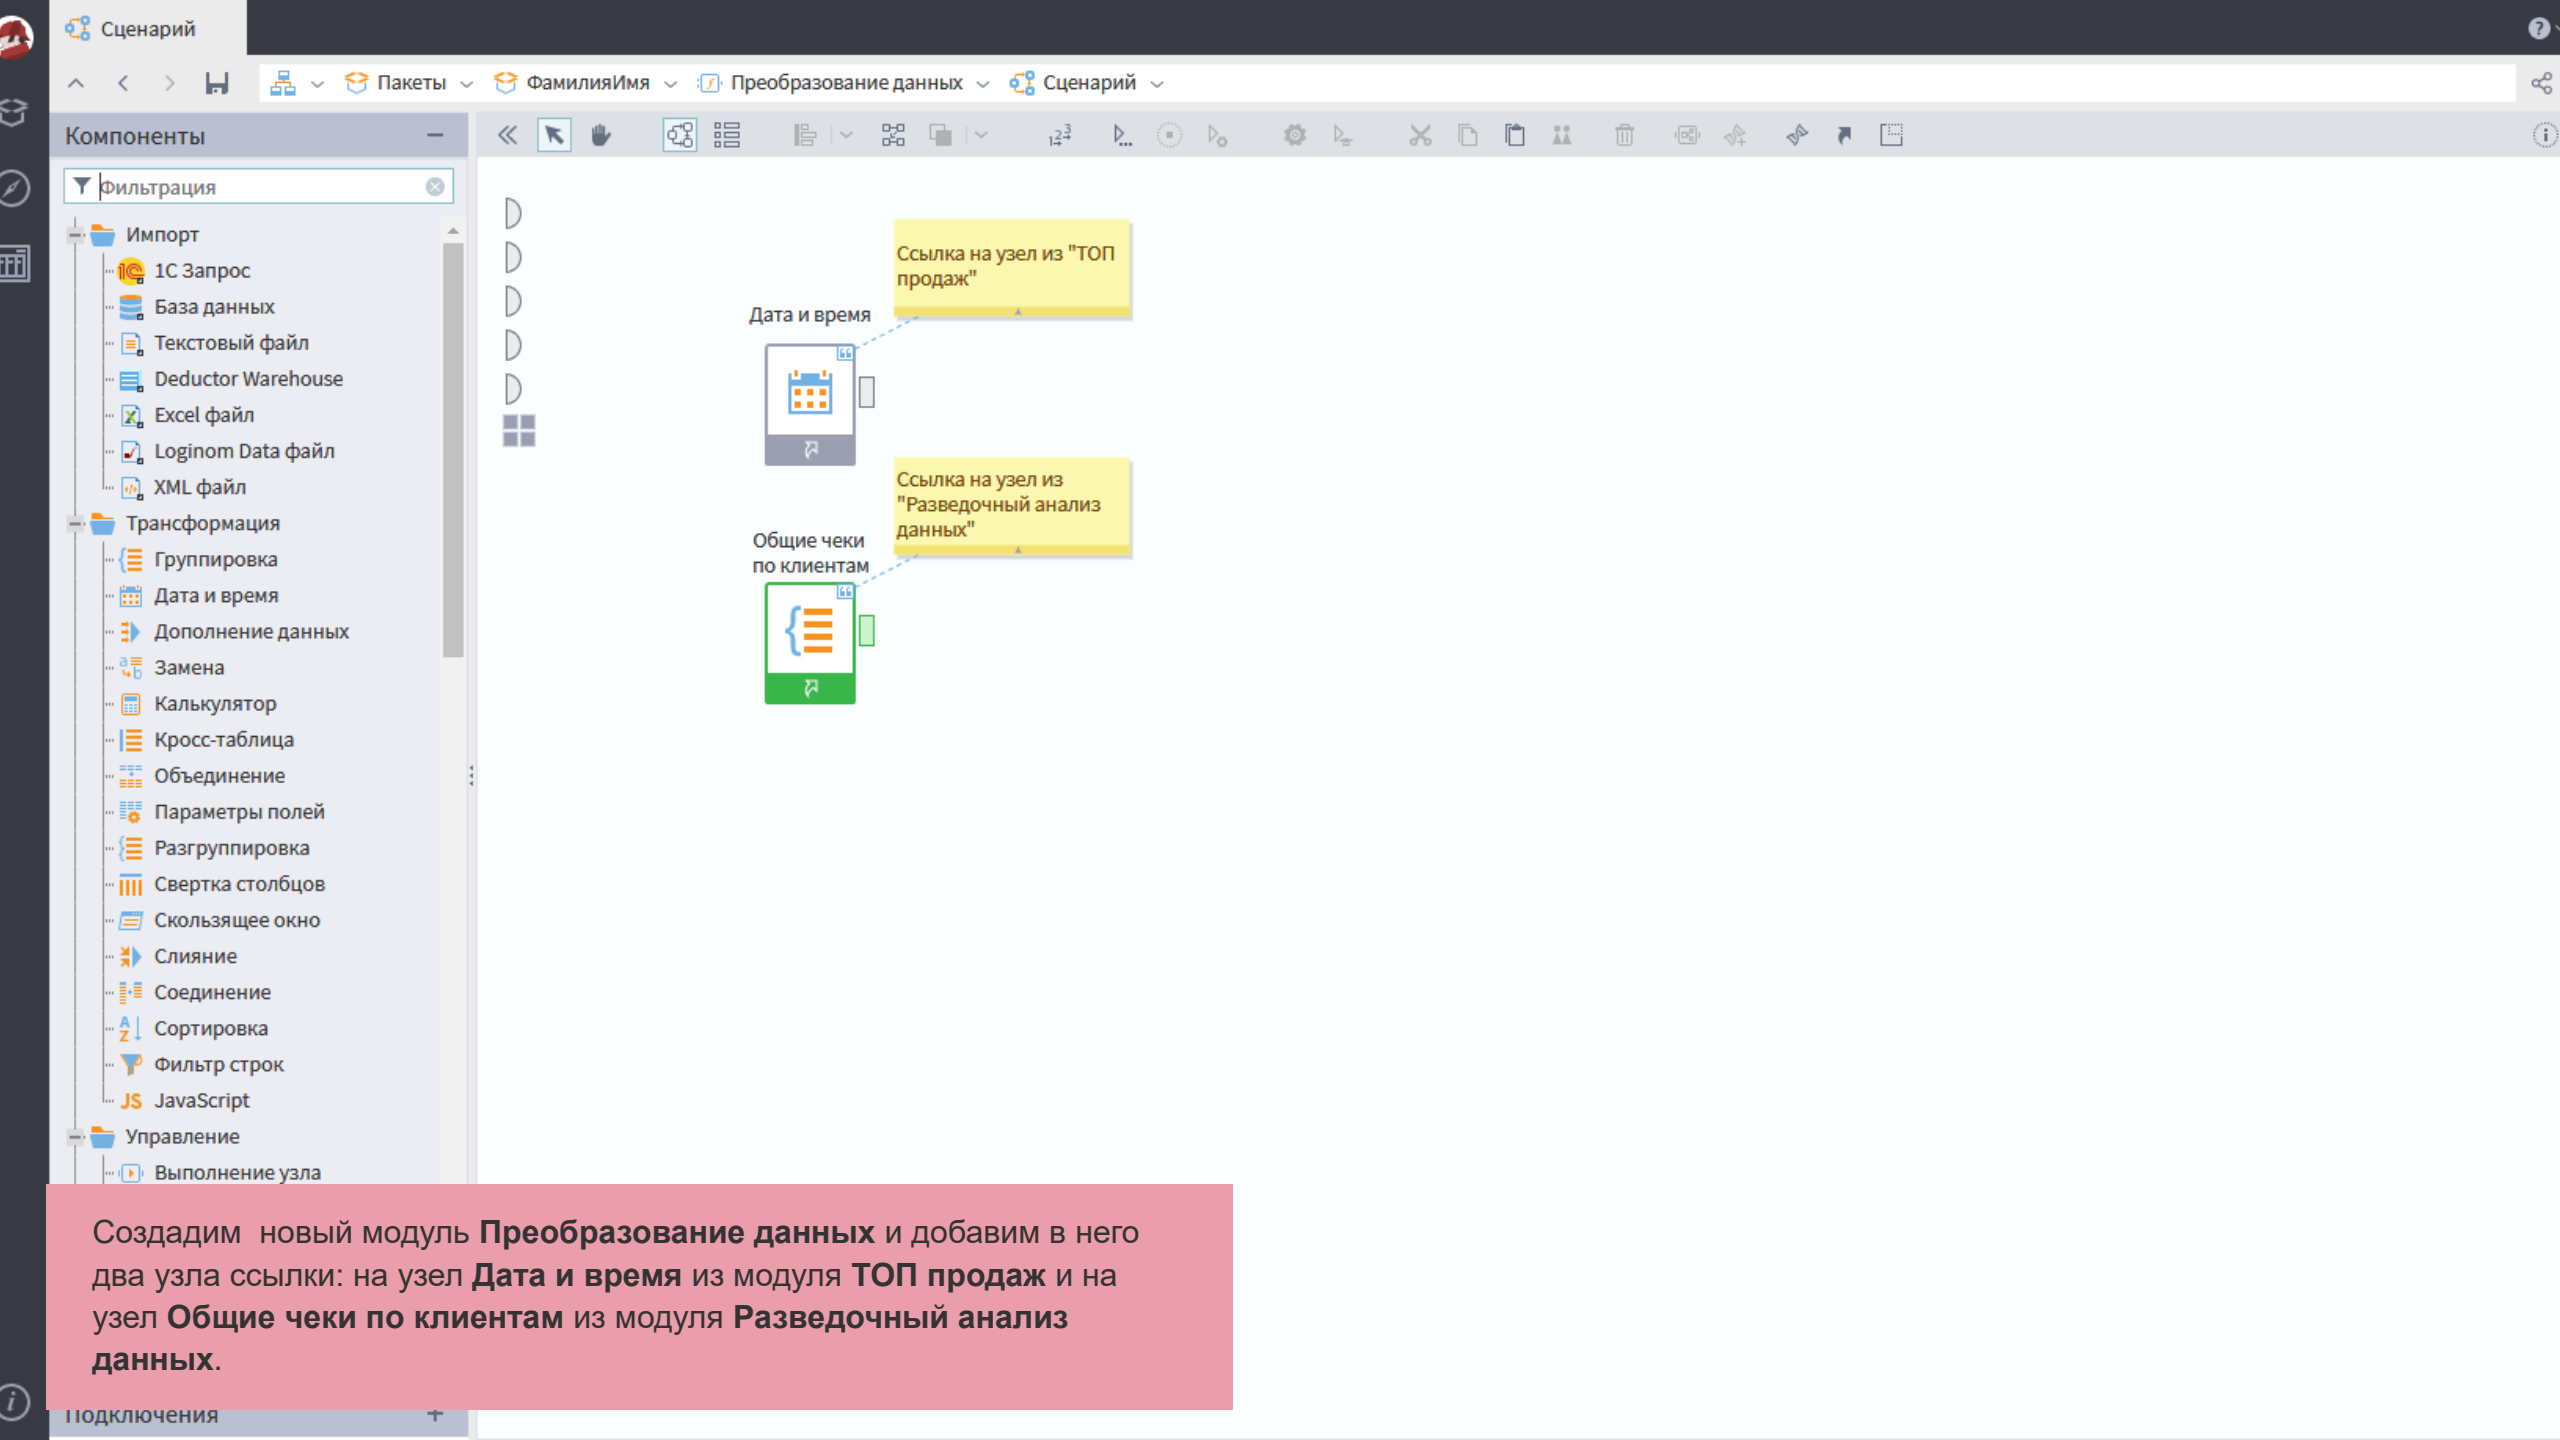 Сценарий
Пакеты
ФамилияИмя
Преобразование данных
Сценарий
Компоненты
Фильтрация
Импорт
1С Запрос
База данных
Текстовый файл
Deductor Warehouse
Excel файл
Loginom Data файл
XML файл
Трансформация
Группировка
Дата и время
Дополнение данных
Замена
Калькулятор
Кросс-таблица
Объединение
Параметры полей
Разгруппировка
Свертка столбцов
Скользящее окно
Слияние
Соединение
Сортировка
Фильтр строк
JS JavaScript
Управление
Выполнение узла
Подключения
Ссылка на узел из "ТОП
продаж"
Дата и время
Ссылка на узел из
"Разведочный анализ
данных"
Общие чеки
по клиентам
Создадим  новый модуль Преобразование данных и добавим в него
два узла ссылки: на узел Дата и время из модуля ТОП продаж и на
узел Общие чеки по клиентам из модуля Разведочный анализ
данных.